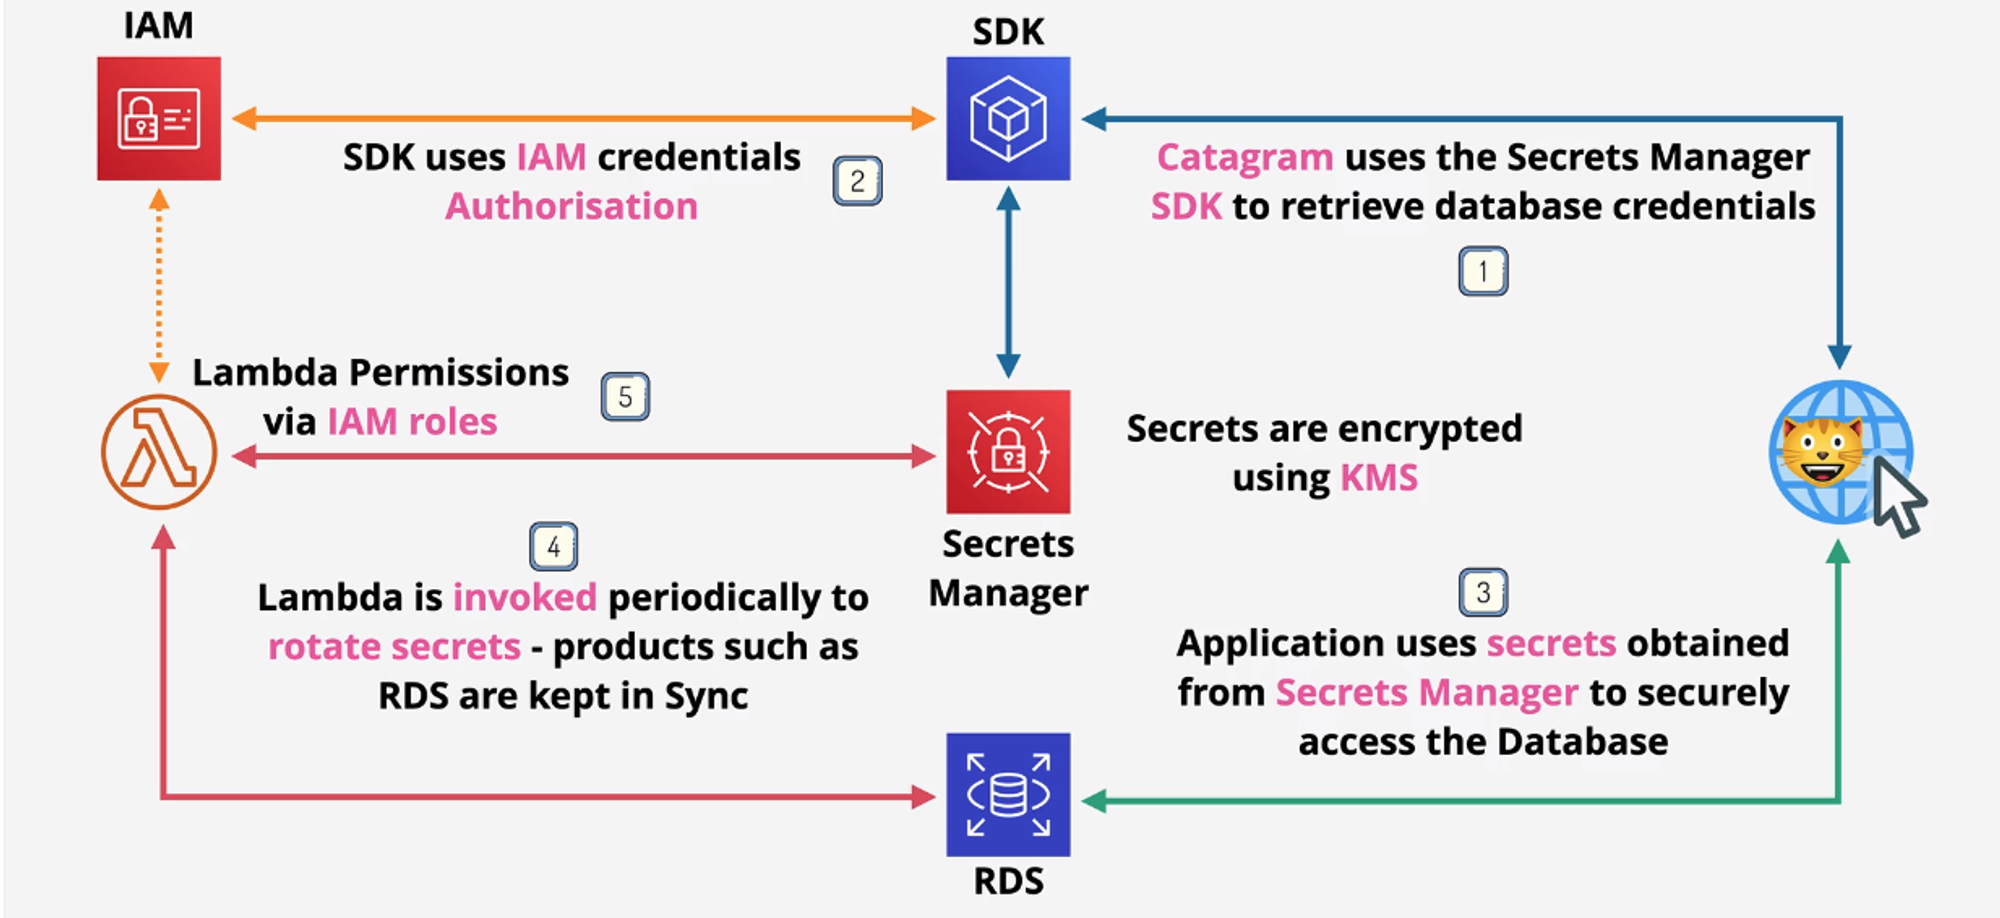 IAM
SDK
SDK uses IAM credentials
Authorisation
2
Catagram uses the Secrets Manager
SDK to retrieve database credentials
1
Lambda Permissions
via IAM roles
5
Secrets are encrypted
using KMS
Secrets
Manager
4
Lambda is invoked periodically to
rotate secrets - products such as
RDS are kept in Sync
3
Application uses secrets obtained
from Secrets Manager to securely
access the Database
RDS